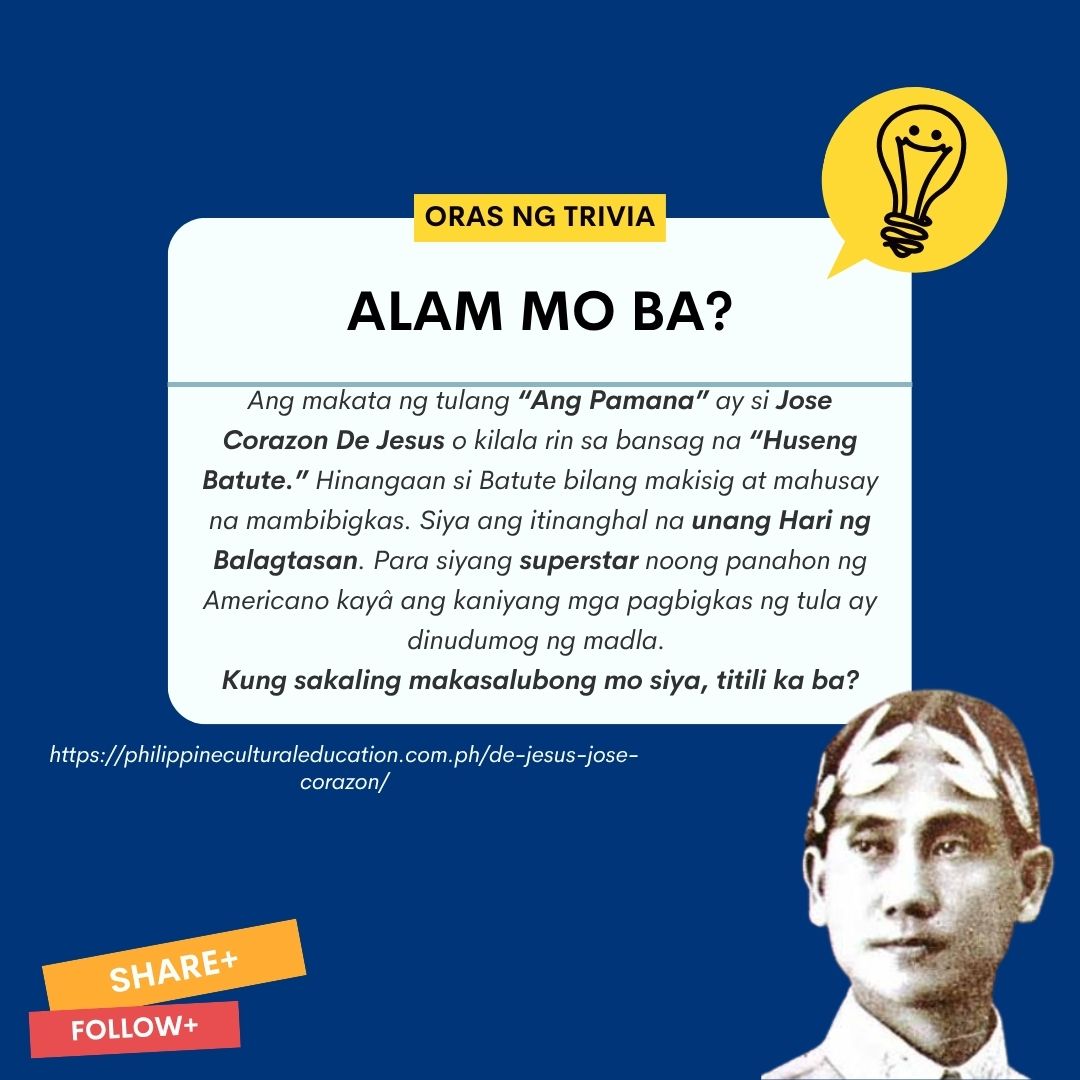 ORAS NG TRIVIA
ALAM MO BA?
Ang makata ng tulang “Ang Pamana” ay si Jose
Corazon De Jesus o kilala rin sa bansag na “Huseng
Batute.” Hinangaan si Batute bilang makisig at mahusay
na mambibigkas. Siya ang itinanghal na unang Hari ng
Balagtasan. Para siyang superstar noong panahon ng
Americano kayâ ang kaniyang mga pagbigkas ng tula ay
dinudumog ng madla.
Kung sakaling makasalubong mo siya, titili ka ba?
https://philippineculturaleducation.com.ph/de-jesus-jose-
corazon/
SHARE+
FOLLOW+